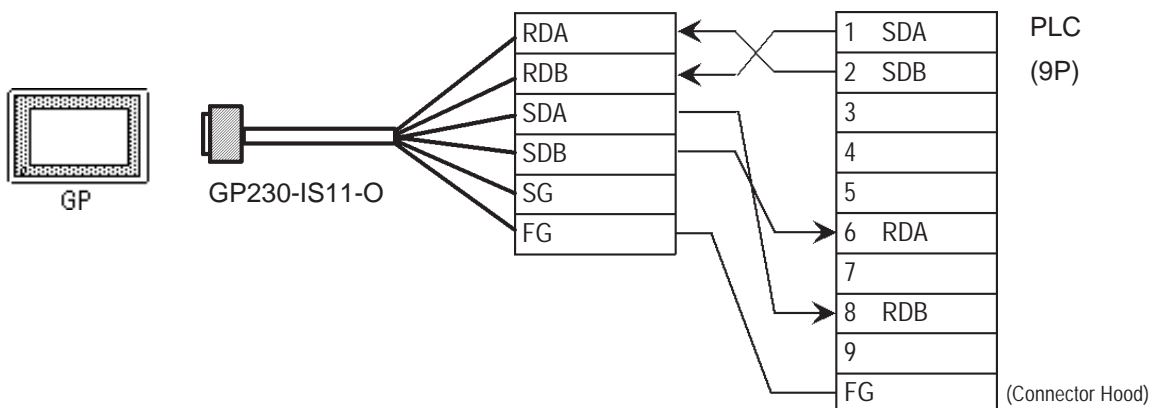 GP
GP230-IS11-O
RDA
RDB
SDA
SDB
SG
FG
1 SDA
2 SDB
3
4
5
6 RDA
7
8 RDB
9
FG
PLC
(9P)
(Connector Hood)